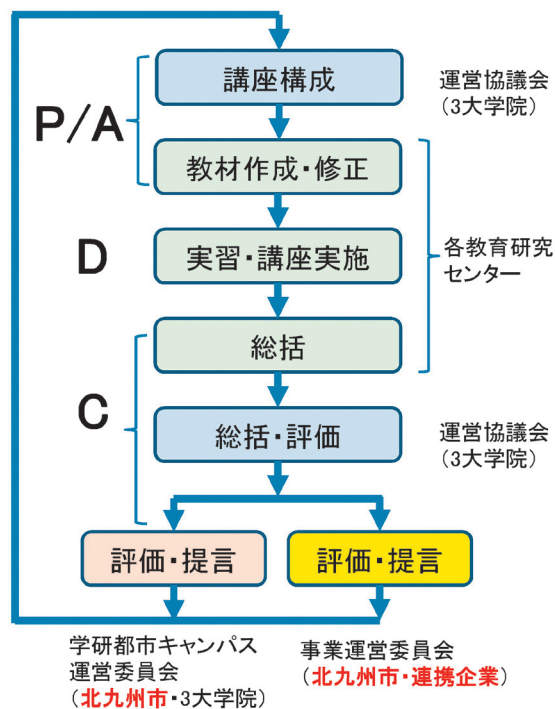 講座構成
運営協議会
(3大学院)
P/A
教材作成・修正
D
実習・講座実施
各教育研究
センター
総括
C
総括・評価
運営協議会
(3大学院)
評価・提言
評価・提言
学研都市キャンパス
運営委員会
(北九州市・3大学院)
事業運営委員会
(北九州市・連携企業)